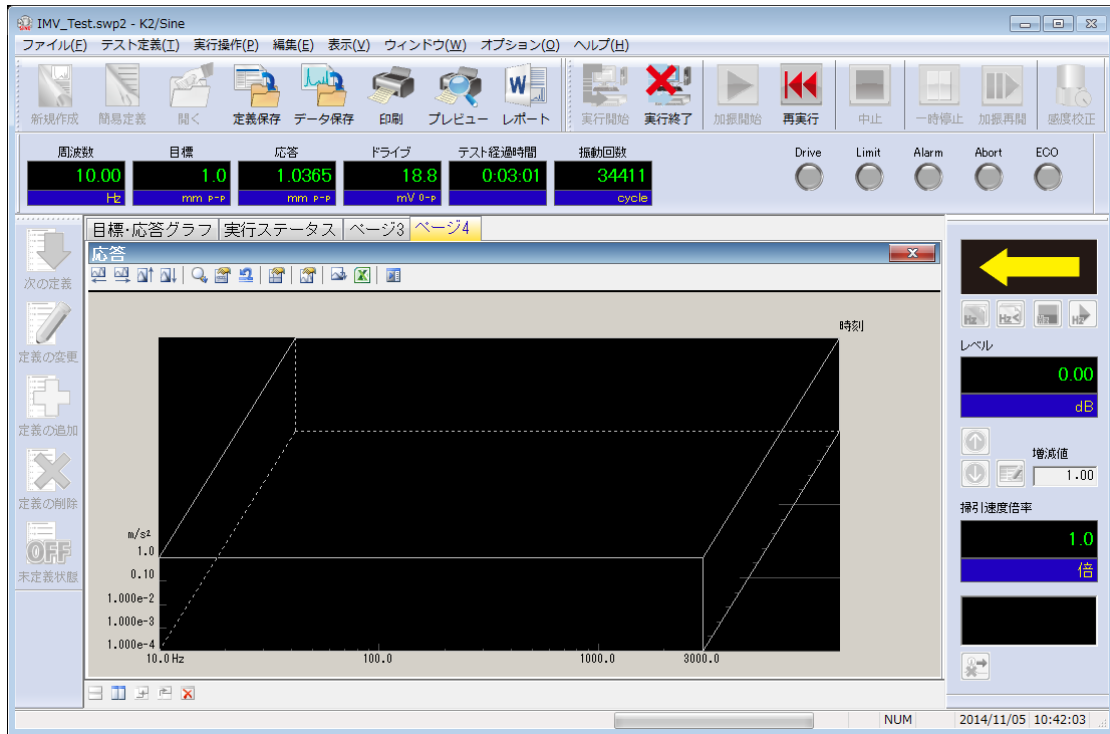 IMV_Test.swp2 - K2/Sine
ファイル(F) テスト定義(T) 実行操作(P) 編集(E) 表示(V) ウィンドウ(W) オプション(O) ヘルプ(H)
新規作成 簡易定義 開く 定義保存 データ保存 印刷 プレビュー レポート 実行開始 実行終了 加振開始 再実行 中止 一時停止 加振再開 感度校正
周波数 目標 応答 ドライブ テスト経過時間 振動回数 Drive Limit Alarm Abort ECO
10.00 1.0 1.0365 18.8 0:03:01 34411
Hz mm P-P mm P-P mV 0-P cycle
目標・応答グラフ 実行ステータス ページ3 ページ4
応答
次の定義
定義の変更
定義の追加
定義の削除
OFF
未定義状態
時刻
m/s²
1.0
0.10
1.000e-2
1.000e-3
1.000e-4
10.0 Hz 100.0 1000.0 3000.0
レベル
0.00
dB
増減値
1.00
掃引速度倍率
1.0
倍
NUM 2014/11/05 10:42:03